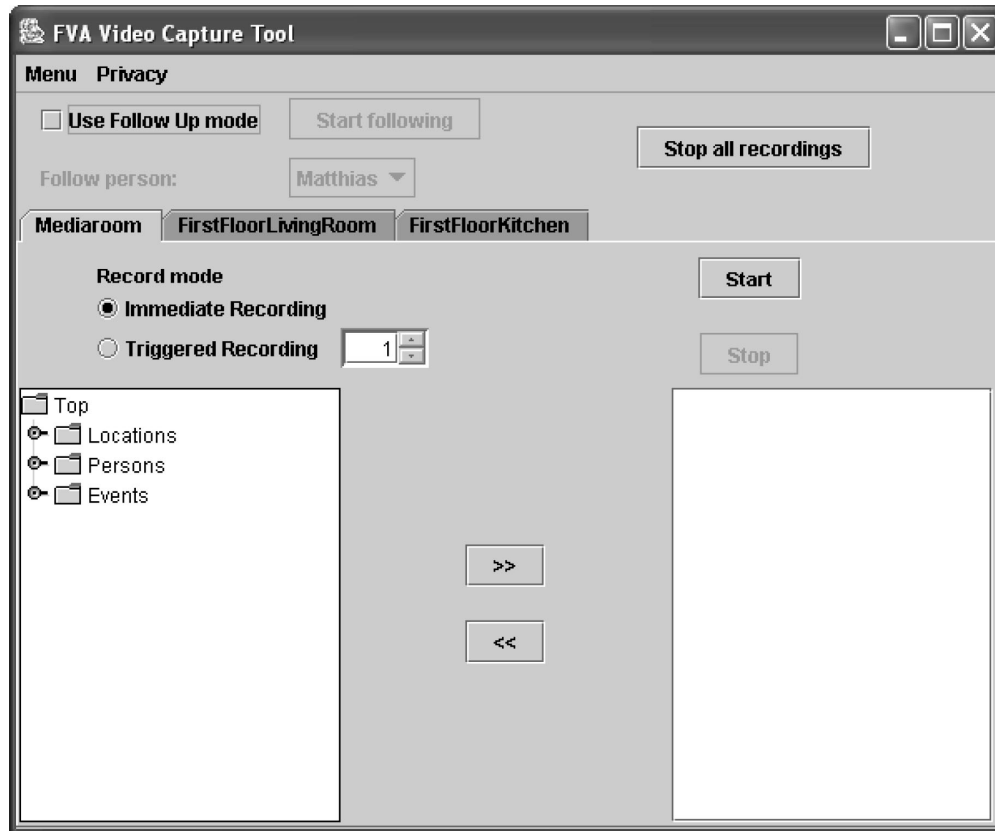 FVA Video Capture Tool
Menu Privacy
Use Follow Up mode Start following
Stop all recordings
Follow person: Matthias
Mediaroom FirstFloorLivingRoom FirstFloorKitchen
Record mode Start
Immediate Recording
Triggered Recording 1 Stop
Top
Locations
Persons
Events
>>
<<